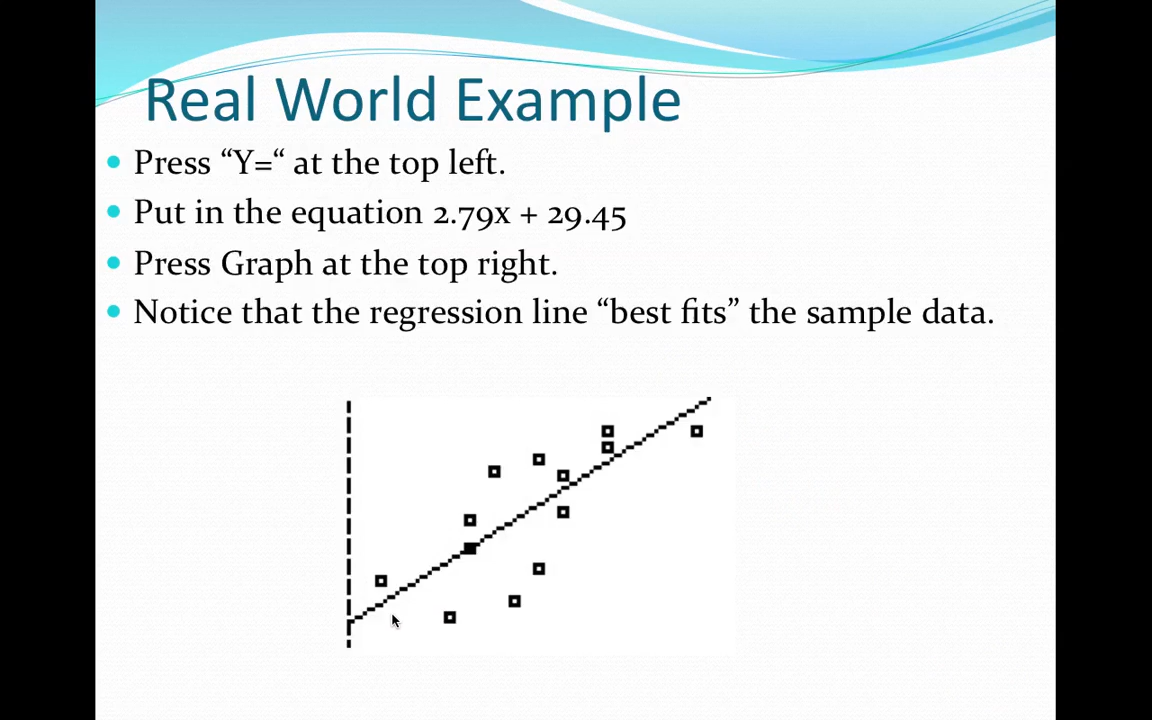 Real World Example
Press “Y=“ at the top left.
Put in the equation 2.79x + 29.45
Press Graph at the top right.
Notice that the regression line “best fits” the sample data.